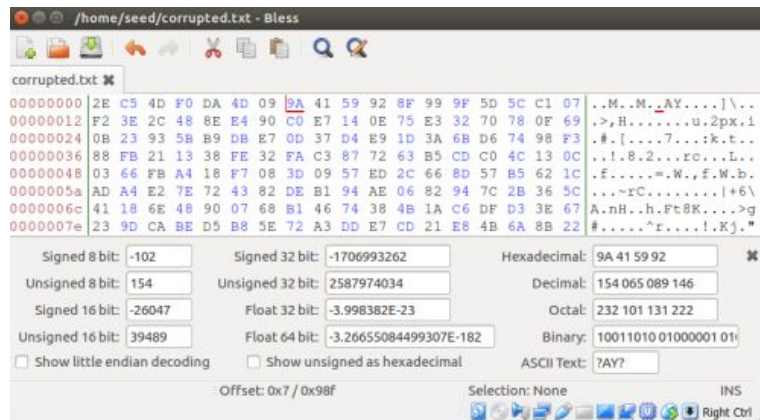 /home/seed/corrupted.txt - Bless
corrupted.txt
00000000 2E C5 4D F0 DA 4D 09 9A 41 59 92 8F 99 9F 5D 5C C1 07 ..M..M..AY....]\..
00000012 F2 3E 2C 48 8E E4 90 C0 E7 14 0E 75 E3 32 70 78 0F 69 .>,H.......u.2px.i
00000024 0B 23 93 5B B9 DB E7 0D 37 D4 E9 1D 3A 6B D6 74 98 F3 .#.[....7...:k.t..
00000036 88 FB 21 13 38 FE 32 FA C3 87 72 63 B5 CD C0 4C 13 0C ..!.8.2...rc...L..
00000048 03 66 FB A4 18 F7 08 3D 09 57 ED 2C 66 8D 57 B5 62 1C .f.....=.W.,f.W.b.
0000005a AD A4 E2 7E 72 43 82 DE B1 94 AE 06 82 94 7C 2B 36 5C ...~rC........|+6\
0000006c 41 18 6E 48 90 07 68 B1 46 74 38 4B 1A C6 DF D3 3E 67 A.nH..h.Ft8K....>g
0000007e 23 9D CA BE D5 B8 5E 72 A3 DD E7 CD 21 E8 4B 6A 8B 22 #.....^r....!.Kj."
Signed 8 bit: -102 Signed 32 bit: -1706993262 Hexadecimal: 9A 41 59 92
Unsigned 8 bit: 154 Unsigned 32 bit: 2587974034 Decimal: 154 065 089 146
Signed 16 bit: -26047 Float 32 bit: -3.998382E-23 Octal: 232 101 131 222
Unsigned 16 bit: 39489 Float 64 bit: -3.26655084499307E-182 Binary: 10011010 01000001 010
Show little endian decoding Show unsigned as hexadecimal ASCII Text: ?AY?
Offset: 0x7 / 0x98f Selection: None INS
Right Ctrl